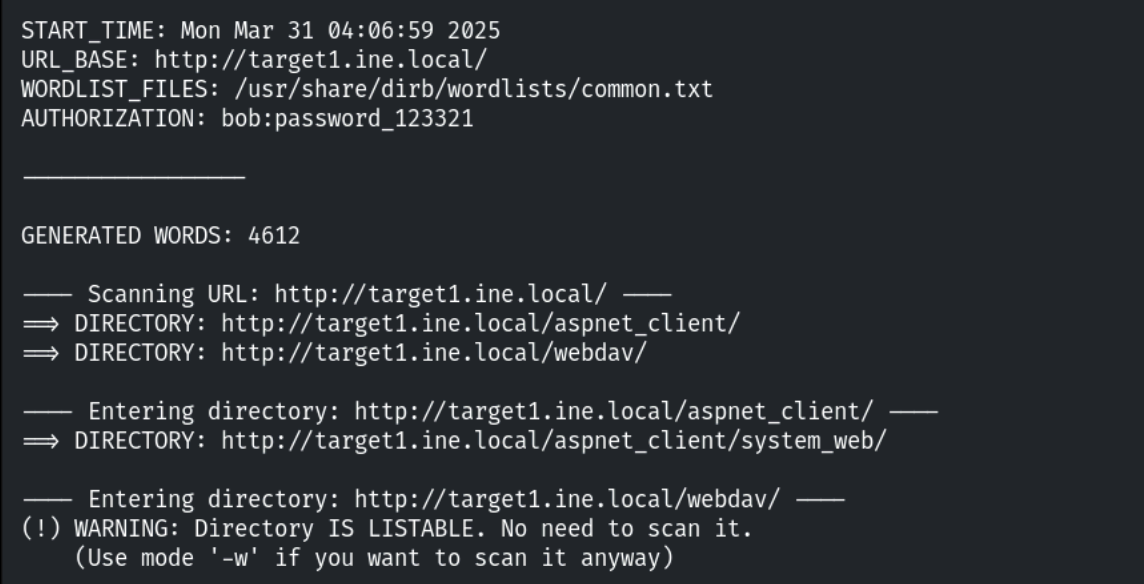 START_TIME: Mon Mar 31 04:06:59 2025
URL_BASE: http://target1.ine.local/
WORDLIST_FILES: /usr/share/dirb/wordlists/common.txt
AUTHORIZATION: bob:password_123321
-----------------
GENERATED WORDS: 4612
---- Scanning URL: http://target1.ine.local/ ----
==> DIRECTORY: http://target1.ine.local/aspnet_client/
==> DIRECTORY: http://target1.ine.local/webdav/
---- Entering directory: http://target1.ine.local/aspnet_client/ ----
==> DIRECTORY: http://target1.ine.local/aspnet_client/system_web/
---- Entering directory: http://target1.ine.local/webdav/ ----
(!) WARNING: Directory IS LISTABLE. No need to scan it.
    (Use mode '-w' if you want to scan it anyway)